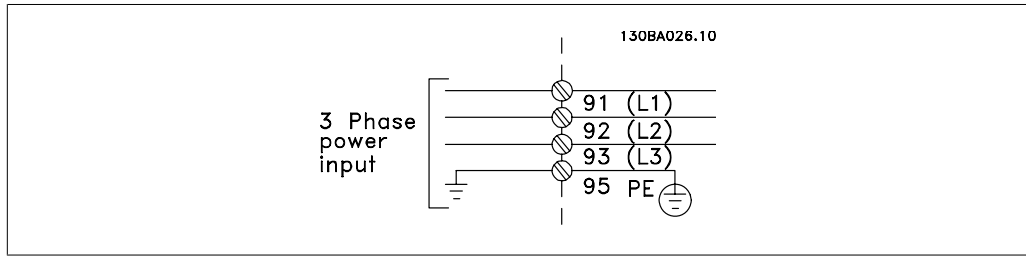 130BA026.10
3 Phase
power
input
91 (L1)
92 (L2)
93 (L3)
95 PE